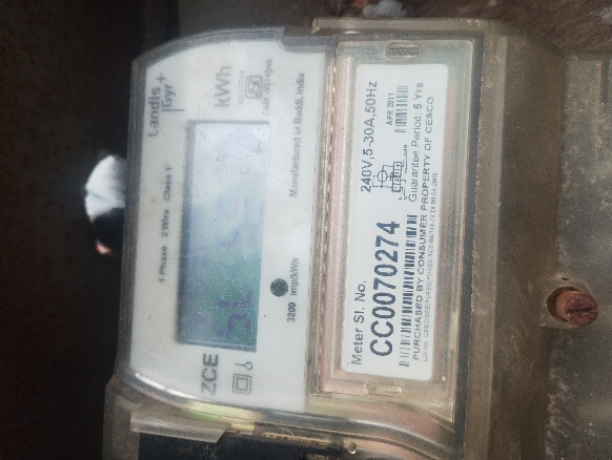 Landis
Gyr+
kWh
1 Phase 2 Wire Class 1
Manufactured at Baddi, India
3200 imp/kWh
ZCE
240V,5-30A,50Hz
APR 2011
Guarantee Period: 5 Yrs
Meter Sl. No.
CC0070274
PURCHASED BY CONSUMER PROPERTY OF CESCO